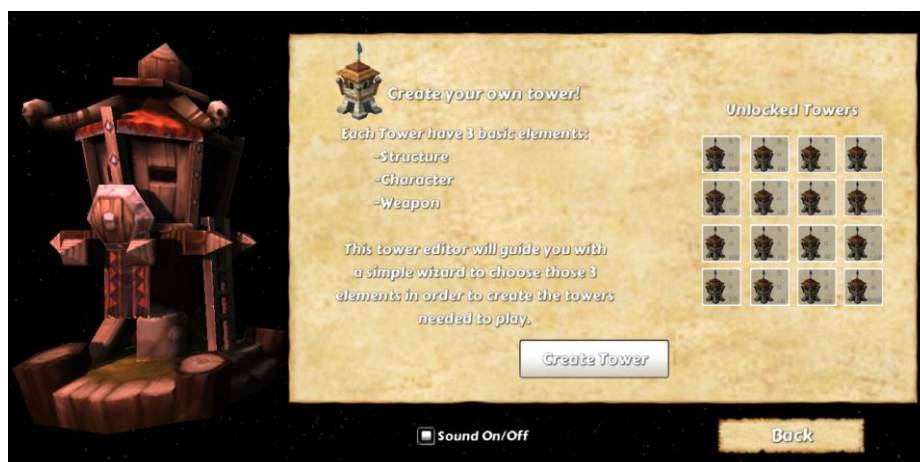 Create your own tower!
Each Tower have 3 basic elements:
-Structure
-Character
-Weapon
This tower editor will guide you with
a simple wizard to choose those 3
elements in order to create the towers
needed to play.
Create Tower
Unlocked Towers
Sound On/Off
Back